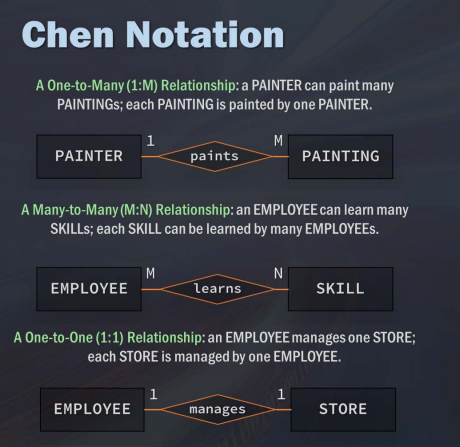 Chen Notation
A One-to-Many (1:M) Relationship: a PAINTER can paint many
PAINTINGs; each PAINTING is painted by one PAINTER.
PAINTER 1 paints M PAINTING
A Many-to-Many (M:N) Relationship: an EMPLOYEE can learn many
SKILLs; each SKILL can be learned by many EMPLOYEEs.
EMPLOYEE M learns N SKILL
A One-to-One (1:1) Relationship: an EMPLOYEE manages one STORE;
each STORE is managed by one EMPLOYEE.
EMPLOYEE 1 manages 1 STORE